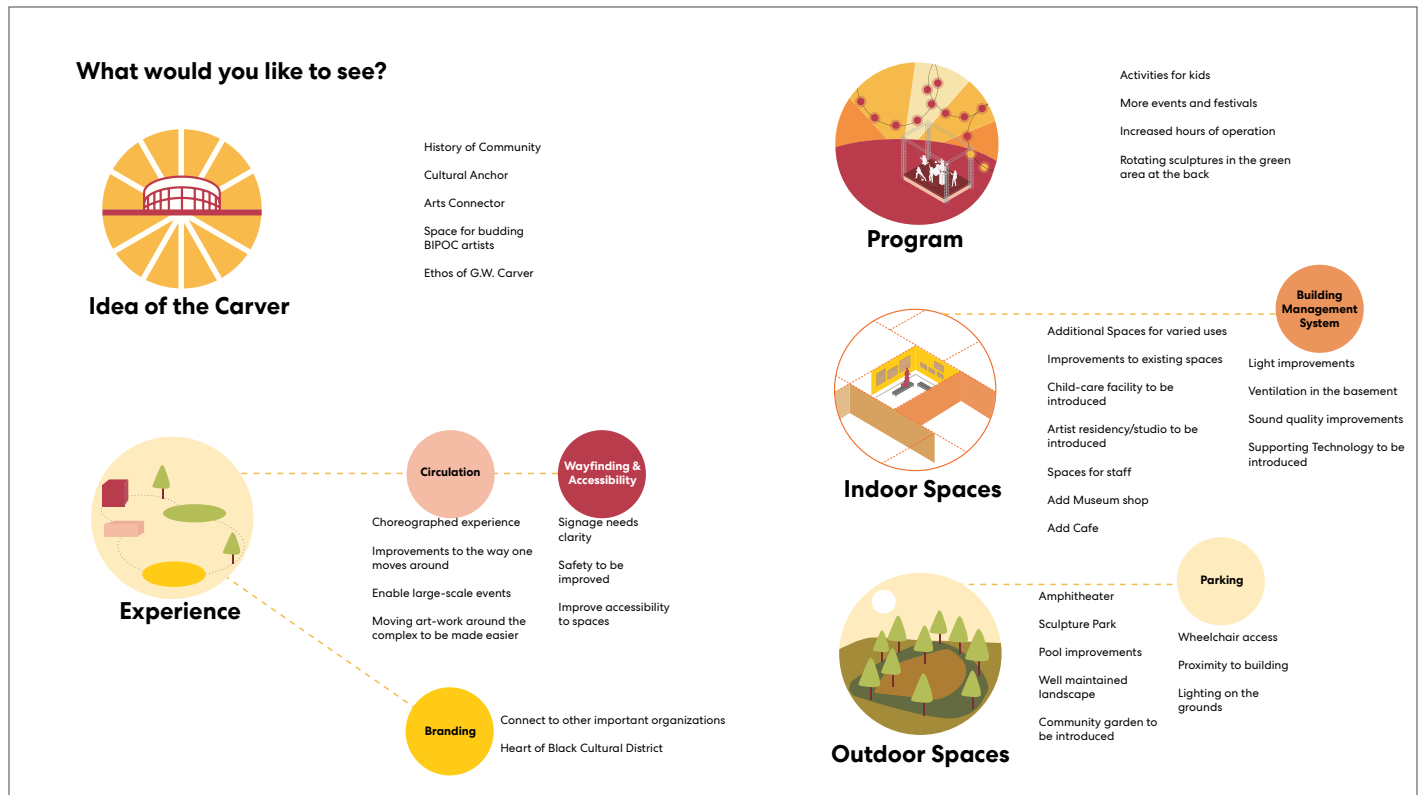 What would you like to see?
Idea of the Carver
History of Community
Cultural Anchor
Arts Connector
Space for budding
BIPOC artists
Ethos of G.W. Carver
Experience
Circulation
Choreographed experience
Improvements to the way one
moves around
Enable large-scale events
Moving art-work around the
complex to be made easier
Wayfinding &
Accessibility
Signage needs
clarity
Safety to be
improved
Improve accessibility
to spaces
Branding
Connect to other important organizations
Heart of Black Cultural District
Program
Activities for kids
More events and festivals
Increased hours of operation
Rotating sculptures in the green
area at the back
Indoor Spaces
Additional Spaces for varied uses
Improvements to existing spaces
Child-care facility to be
introduced
Artist residency/studio to be
introduced
Spaces for staff
Add Museum shop
Add Cafe
Building
Management
System
Light improvements
Ventilation in the basement
Sound quality improvements
Supporting Technology to be
introduced
Outdoor Spaces
Amphitheater
Sculpture Park
Pool improvements
Well maintained
landscape
Community garden to
be introduced
Parking
Wheelchair access
Proximity to building
Lighting on the
grounds